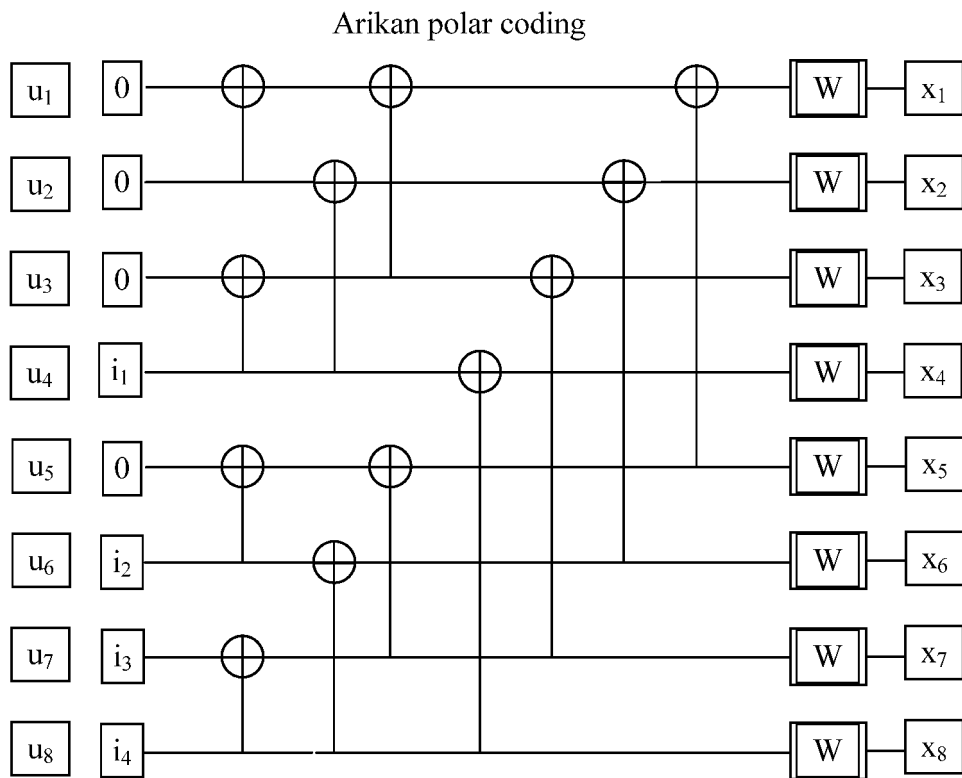 Arikan polar coding
u₁ 0 W x₁
u₂ 0 W x₂
u₃ 0 W x₃
u₄ i₁ W x₄
u₅ 0 W x₅
u₆ i₂ W x₆
u₇ i₃ W x₇
u₈ i₄ W x₈